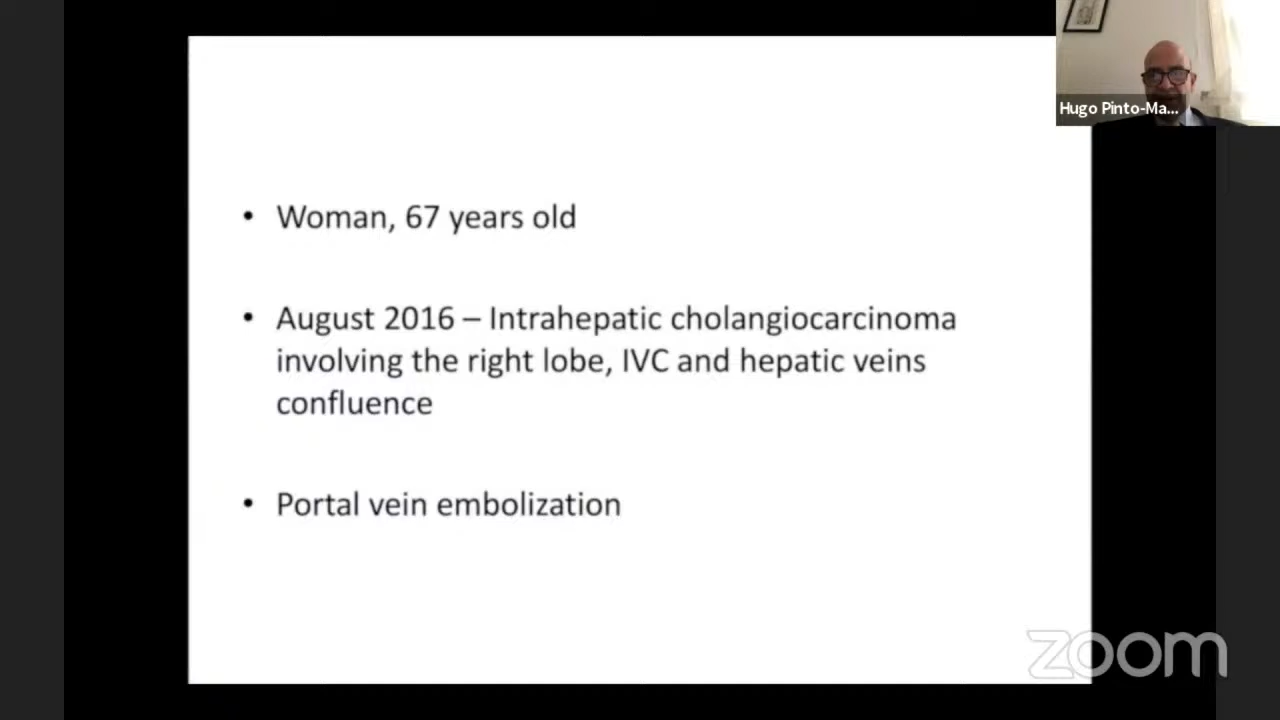 Hugo Pinto-Ma...
• Woman, 67 years old
• August 2016 – Intrahepatic cholangiocarcinoma
involving the right lobe, IVC and hepatic veins
confluence
• Portal vein embolization
zoom